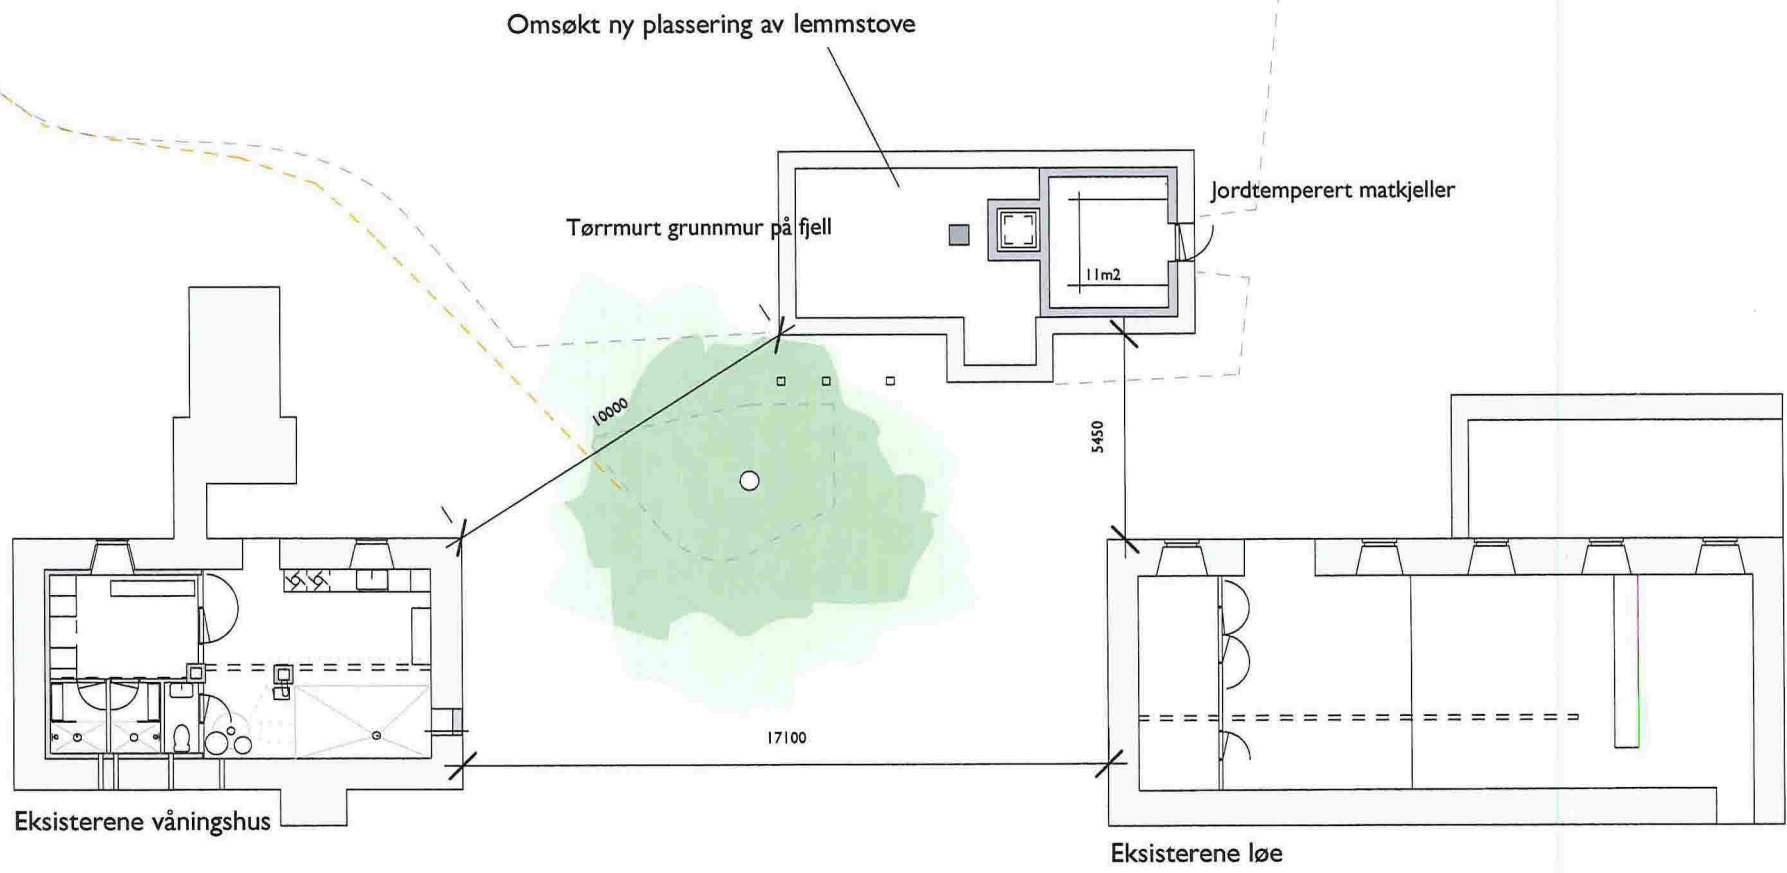 Omsøkt ny plassering av lemmstove
Jordtemperert matkjeller
Tørrmurt grunnmur på fjell
11m2
10000
5450
17100
Eksisterene våningshus
Eksisterene løe